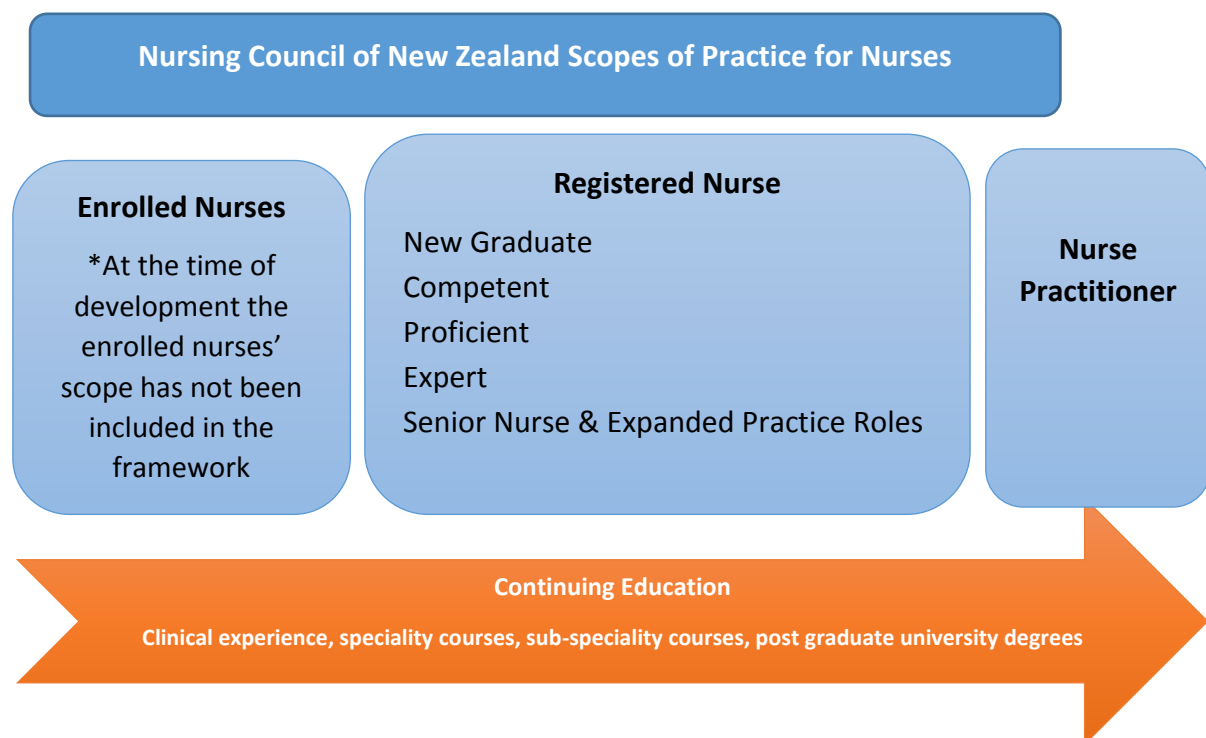 Nursing Council of New Zealand Scopes of Practice for Nurses
Enrolled Nurses
*At the time of
development the
enrolled nurses’
scope has not been
included in the
framework
Registered Nurse
New Graduate
Competent
Proficient
Expert
Senior Nurse & Expanded Practice Roles
Nurse
Practitioner
Continuing Education
Clinical experience, speciality courses, sub-speciality courses, post graduate university degrees